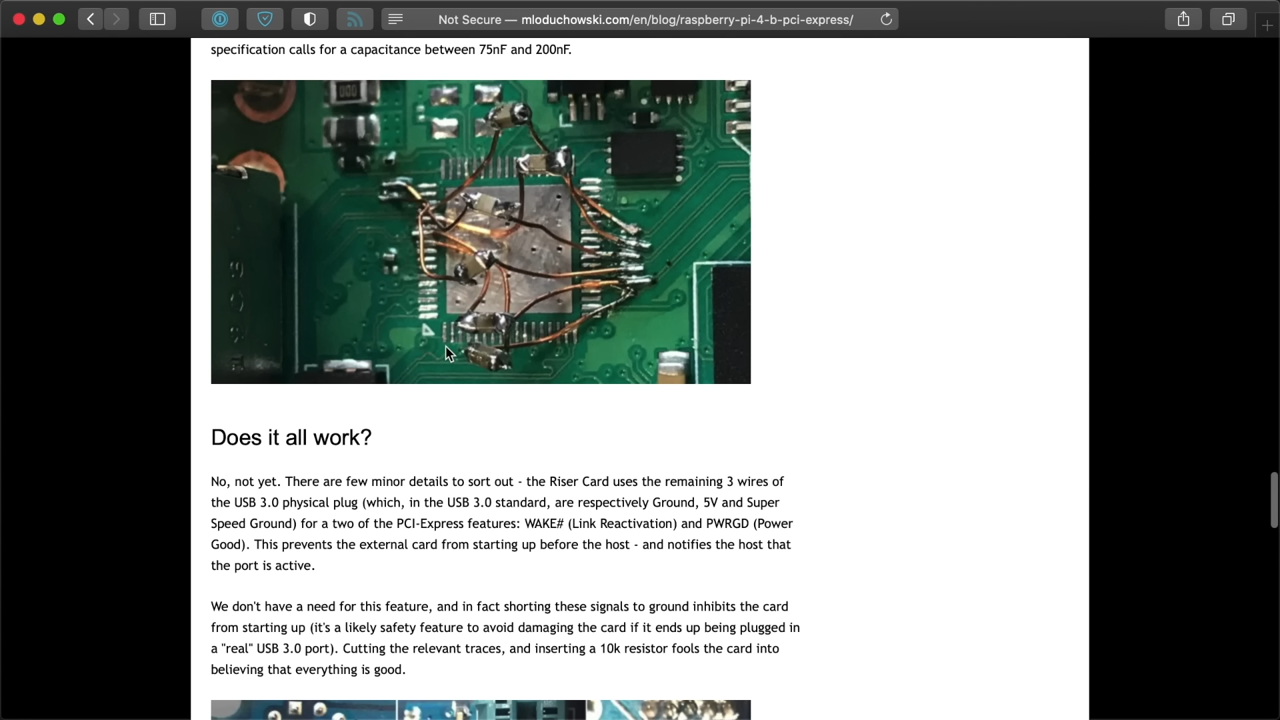 Not Secure — mloduchowski.com/en/blog/raspberry-pi-4-b-pci-express/
specification calls for a capacitance between 75nF and 200nF.
Does it all work?
No, not yet. There are few minor details to sort out - the Riser Card uses the remaining 3 wires of
the USB 3.0 physical plug (which, in the USB 3.0 standard, are respectively Ground, 5V and Super
Speed Ground) for a two of the PCI-Express features: WAKE# (Link Reactivation) and PWRGD (Power
Good). This prevents the external card from starting up before the host - and notifies the host that
the port is active.
We don't have a need for this feature, and in fact shorting these signals to ground inhibits the card
from starting up (it's a likely safety feature to avoid damaging the card if it ends up being plugged in
a "real" USB 3.0 port). Cutting the relevant traces, and inserting a 10k resistor fools the card into
believing that everything is good.